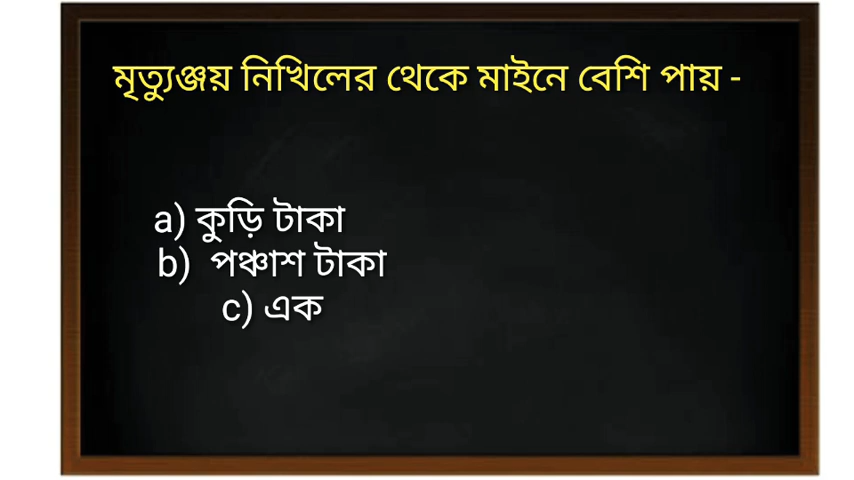 মৃত্যুঞ্জয় নিখিলের থেকে মাইনে বেশি পায় -
a) কুড়ি টাকা
b) পঞ্চাশ টাকা
c) এক